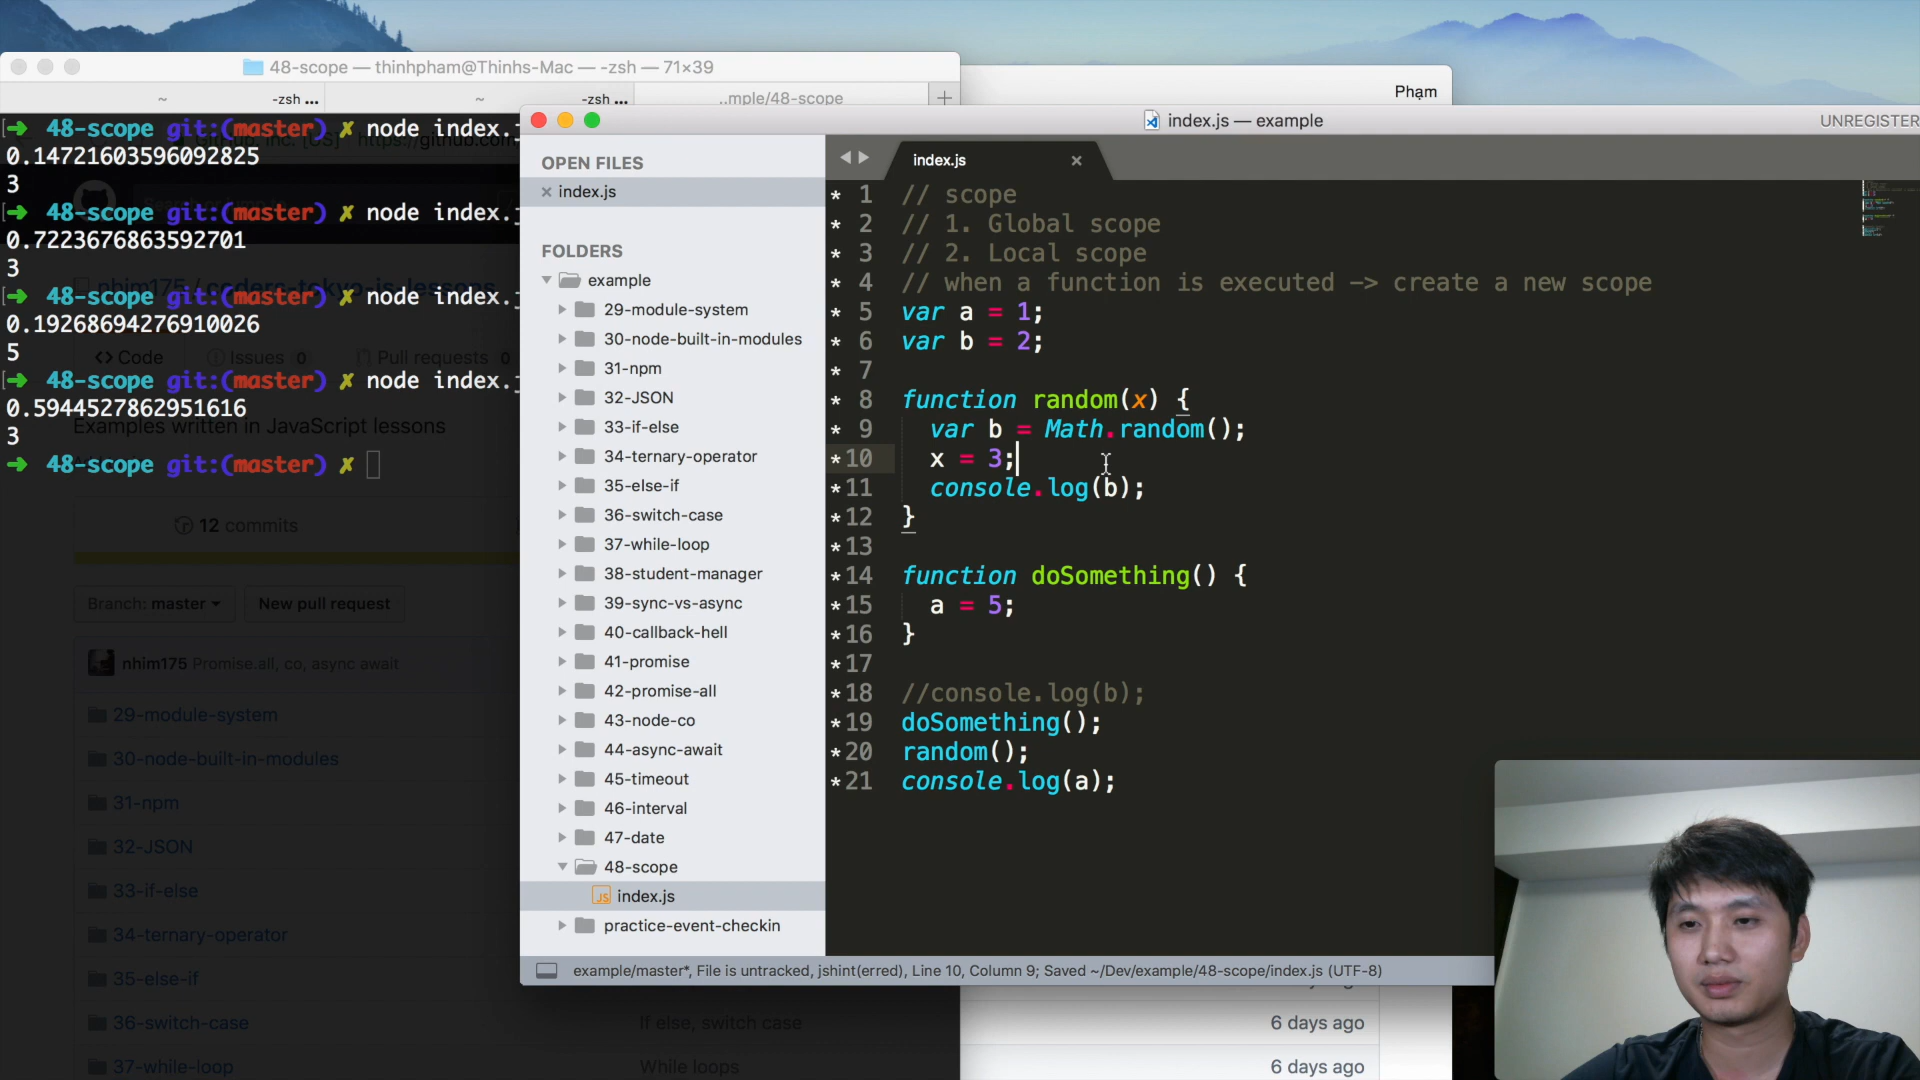 48-scope — thinhpham@Thinhs-Mac — -zsh — 71×39
~ -zsh ... ~ -zsh ... ..mple/48-scope +
Phạm
➜ 48-scope git:(master) ✗ node index.j
0.14721603596092825
3
➜ 48-scope git:(master) ✗ node index.j
0.7223676863592701
3
➜ 48-scope git:(master) ✗ node index.j
0.19268694276910026
5
➜ 48-scope git:(master) ✗ node index.j
0.5944527862951616
3
➜ 48-scope git:(master) ✗
nhim175 / coders-tokyo-js-lessons
<> Code Issues 0 Pull requests 0
Examples written in JavaScript lessons
12 commits
Branch: master New pull request
nhim175 Promise.all, co, async await
29-module-system
30-node-built-in-modules
31-npm
32-JSON
33-if-else
34-ternary-operator
35-else-if
36-switch-case If else, switch case 6 days ago
37-while-loop While loops 6 days ago
index.js — example UNREGISTER
OPEN FILES
× index.js
FOLDERS
example
29-module-system
30-node-built-in-modules
31-npm
32-JSON
33-if-else
34-ternary-operator
35-else-if
36-switch-case
37-while-loop
38-student-manager
39-sync-vs-async
40-callback-hell
41-promise
42-promise-all
43-node-co
44-async-await
45-timeout
46-interval
47-date
48-scope
JS index.js
practice-event-checkin
index.js ×
* 1 // scope
* 2 // 1. Global scope
* 3 // 2. Local scope
* 4 // when a function is executed -> create a new scope
* 5 var a = 1;
* 6 var b = 2;
* 7
* 8 function random(x) {
* 9 var b = Math.random();
*10 x = 3;
*11 console.log(b);
*12 }
*13
*14 function doSomething() {
*15 a = 5;
*16 }
*17
*18 //console.log(b);
*19 doSomething();
*20 random();
*21 console.log(a);
example/master*, File is untracked, jshint(erred), Line 10, Column 9; Saved ~/Dev/example/48-scope/index.js (UTF-8)